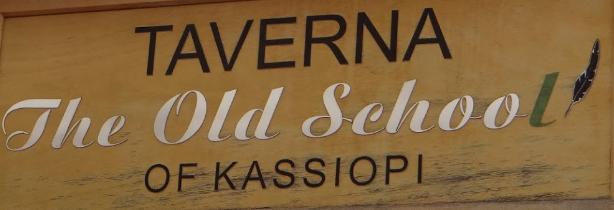 TAVERNA
The Old School
OF KASSIOPI